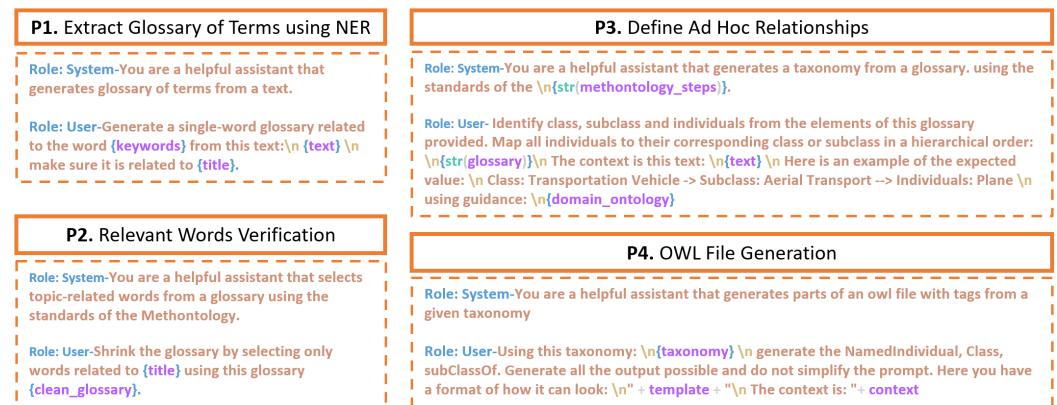 P1. Extract Glossary of Terms using NER
Role: System-You are a helpful assistant that
generates glossary of terms from a text.
Role: User-Generate a single-word glossary related
to the word {keywords} from this text:\n {text} \n
make sure it is related to {title}.
P2. Relevant Words Verification
Role: System-You are a helpful assistant that selects
topic-related words from a glossary using the
standards of the Methontology.
Role: User-Shrink the glossary by selecting only
words related to {title} using this glossary
{clean_glossary}.
P3. Define Ad Hoc Relationships
Role: System-You are a helpful assistant that generates a taxonomy from a glossary. using the
standards of the \n{str(methontology_steps)}.
Role: User- Identify class, subclass and individuals from the elements of this glossary
provided. Map all individuals to their corresponding class or subclass in a hierarchical order:
\n{str(glossary)}\n The context is this text: \n{text} \n Here is an example of the expected
value: \n Class: Transportation Vehicle -> Subclass: Aerial Transport --> Individuals: Plane \n
using guidance: \n{domain_ontology}
P4. OWL File Generation
Role: System-You are a helpful assistant that generates parts of an owl file with tags from a
given taxonomy
Role: User-Using this taxonomy: \n{taxonomy} \n generate the NamedIndividual, Class,
subClassOf. Generate all the output possible and do not simplify the prompt. Here you have
a format of how it can look: \n" + template + "\n The context is: "+ context